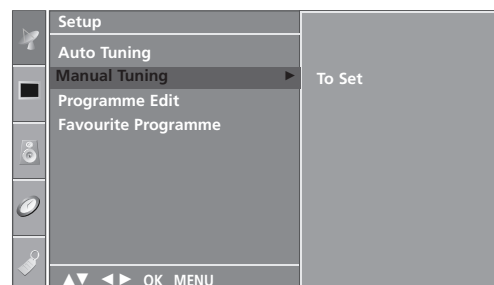 Setup
Auto Tuning
Manual Tuning ▶
To Set
Programme Edit
Favourite Programme
▲▼ ◀▶ OK MENU